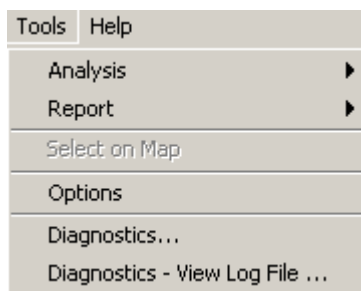 Tools Help
Analysis
Report
Select on Map
Options
Diagnostics...
Diagnostics - View Log File ...